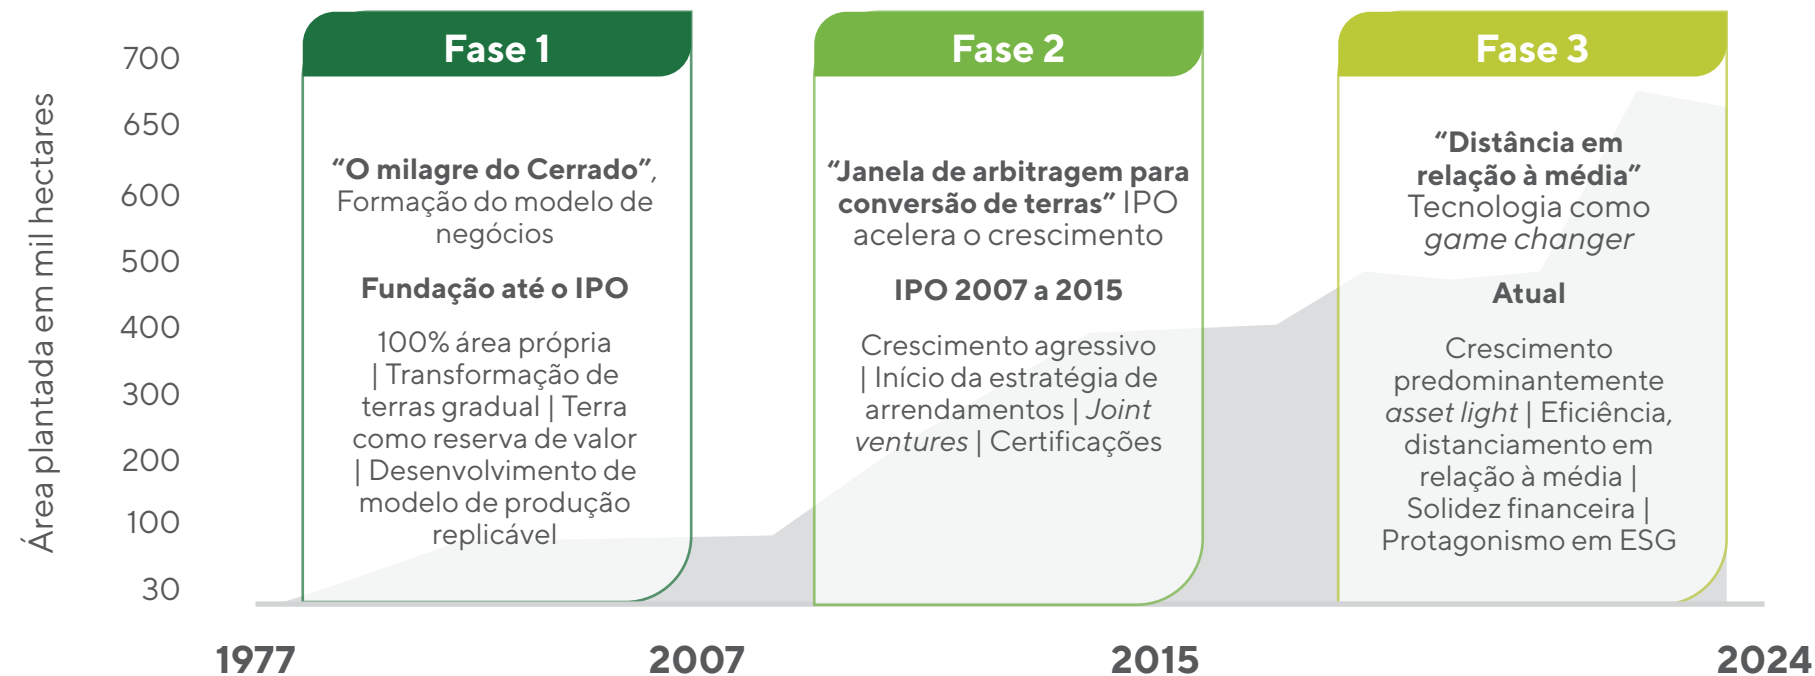 Área plantada em mil hectares
700
650
600
500
400
300
200
100
30
Fase 1
“O milagre do Cerrado”,
Formação do modelo de
negócios
Fundação até o IPO
100% área própria
| Transformação de
terras gradual | Terra
como reserva de valor
| Desenvolvimento de
modelo de produção
replicável
Fase 2
“Janela de arbitragem para
conversão de terras” IPO
acelera o crescimento
IPO 2007 a 2015
Crescimento agressivo
| Início da estratégia de
arrendamentos | Joint
ventures | Certificações
Fase 3
“Distância em
relação à média”
Tecnologia como
game changer
Atual
Crescimento
predominantemente
asset light | Eficiência,
distanciamento em
relação à média |
Solidez financeira |
Protagonismo em ESG
1977
2007
2015
2024